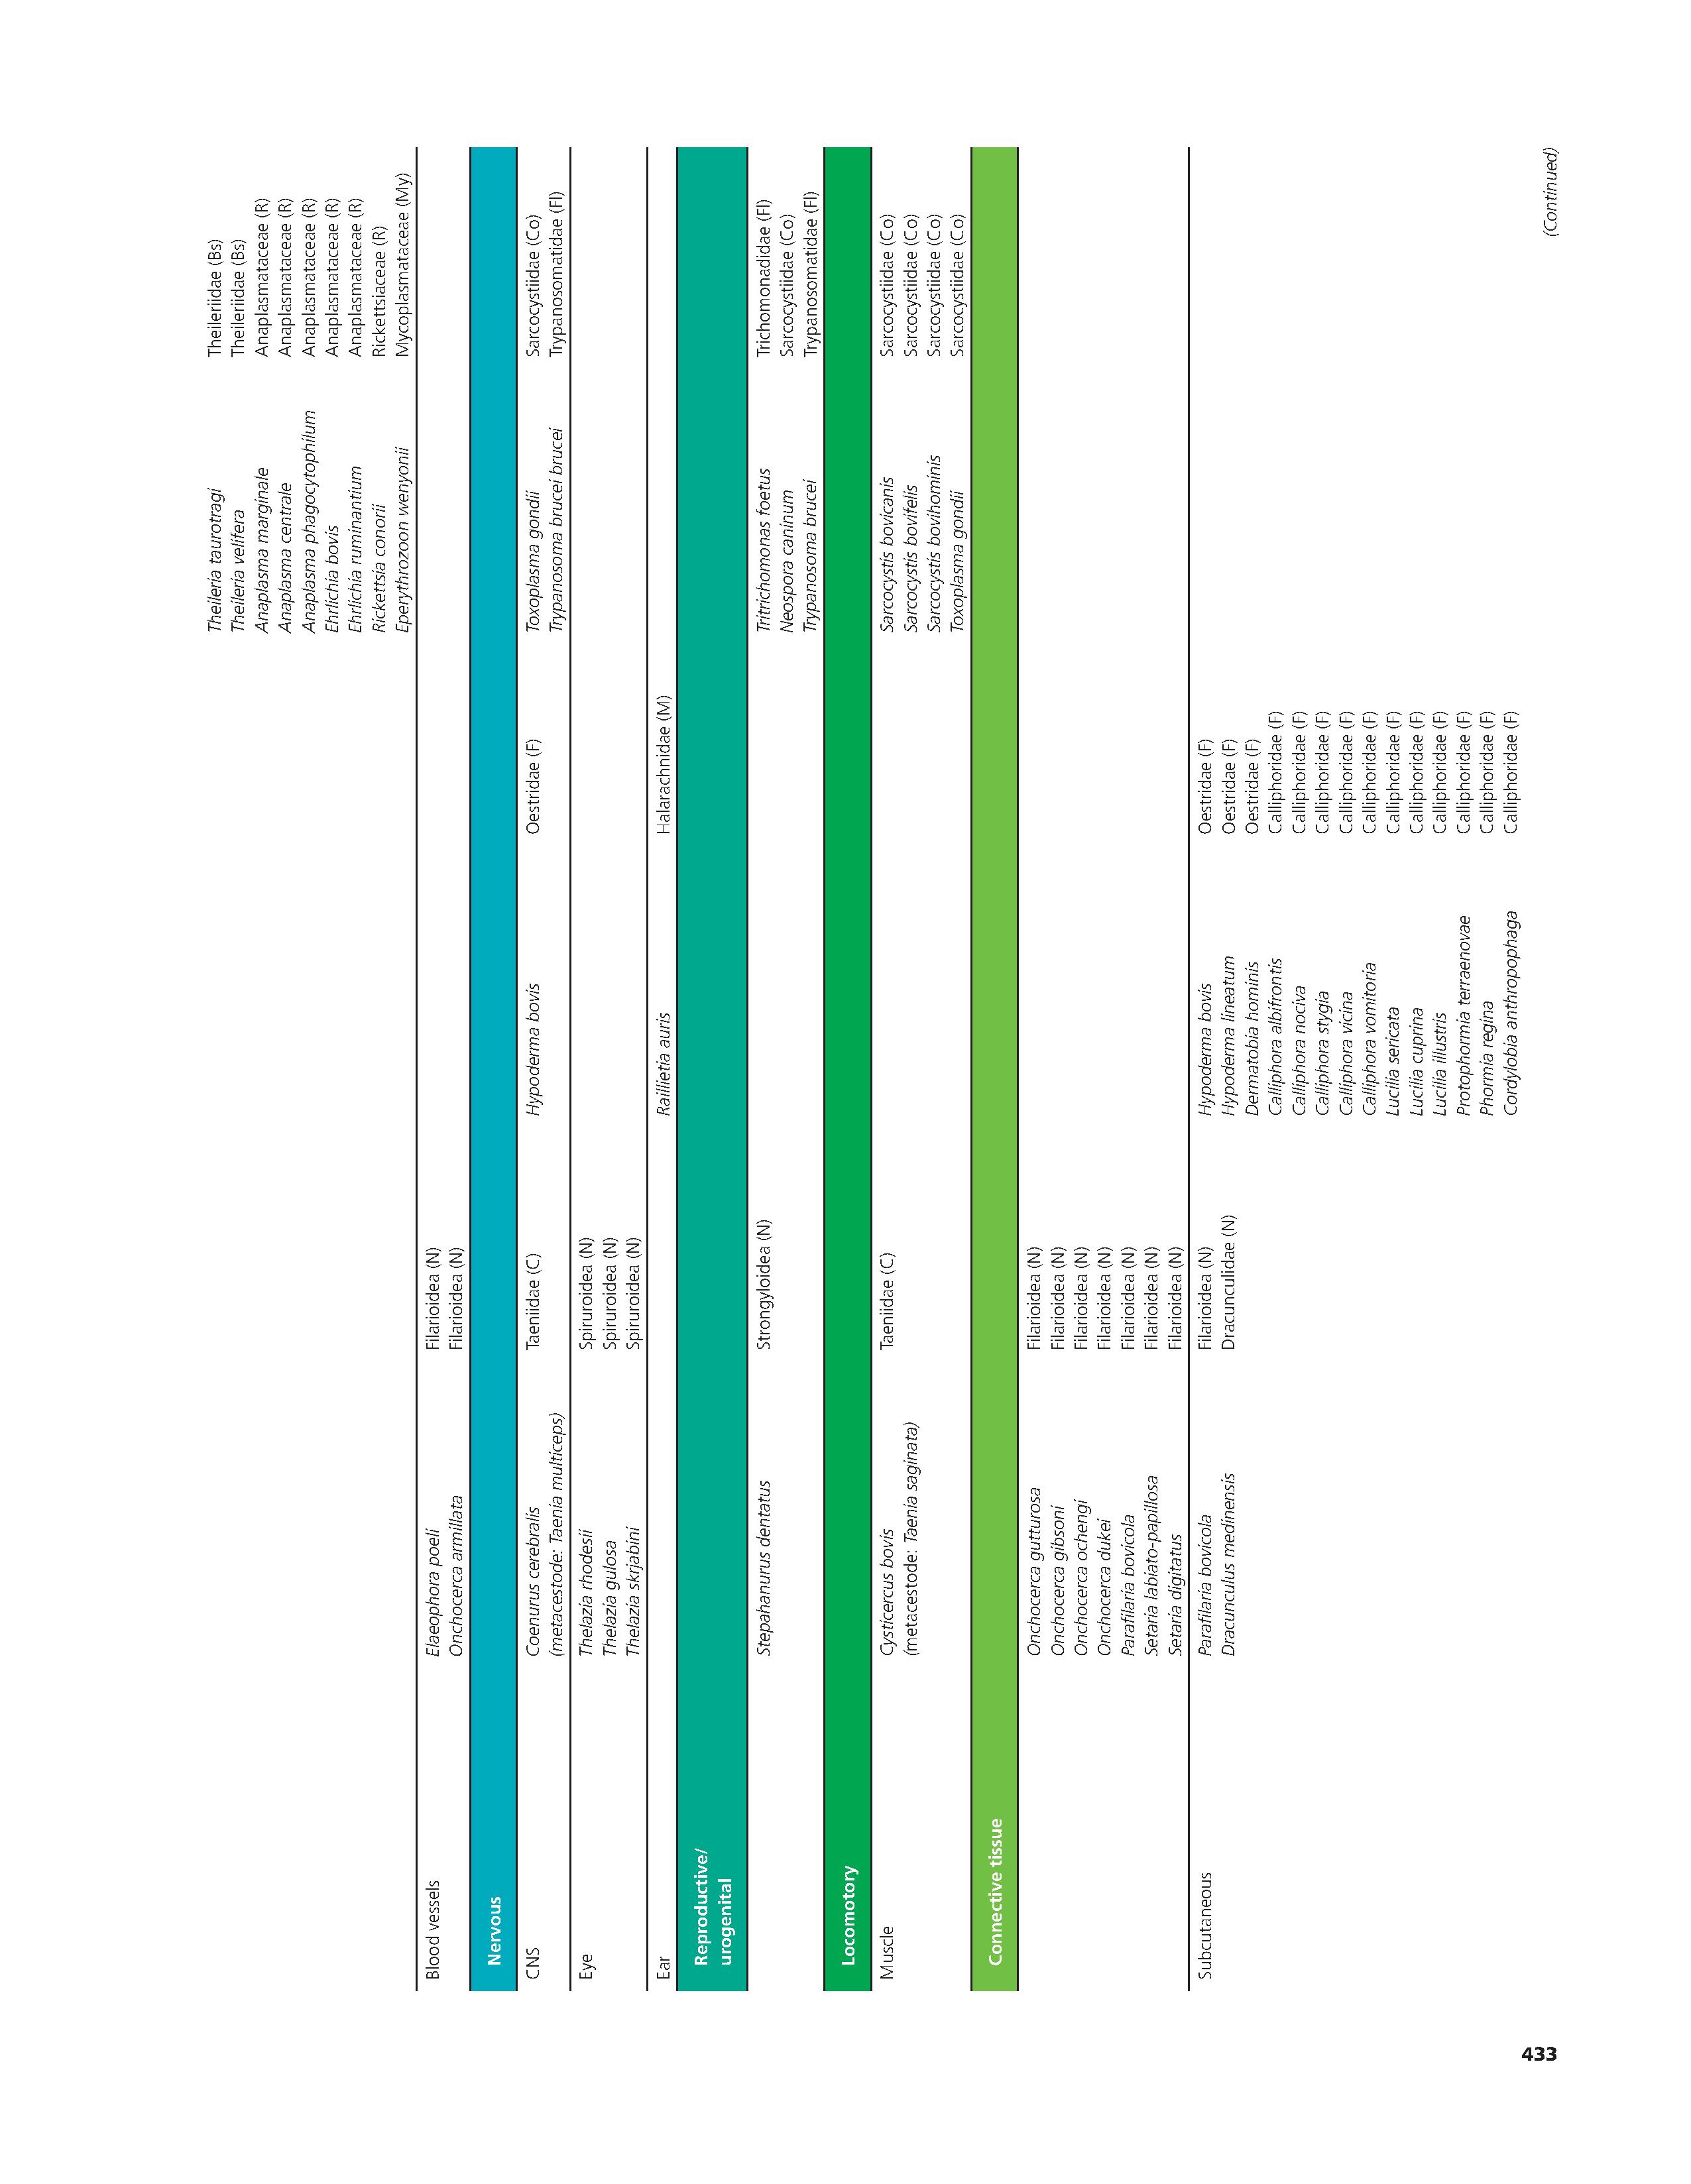 Theileria taurotragi Theileriidae (Bs)
Theileria velifera Theileriidae (Bs)
Anaplasma marginale Anaplasmataceae (R)
Anaplasma centrale Anaplasmataceae (R)
Anaplasma phagocytophilum Anaplasmataceae (R)
Ehrlichia bovis Anaplasmataceae (R)
Ehrlichia ruminantium Anaplasmataceae (R)
Rickettsia conorii Rickettsiaceae (R)
Eperythrozoon wenyonii Mycoplasmataceae (My)
Blood vessels Elaeophora poeli Filarioidea (N)
Onchocerca armillata Filarioidea (N)
Nervous
CNS Coenurus cerebralis Taeniidae (C) Hypoderma bovis Oestridae (F) Toxoplasma gondii Sarcocystiidae (Co)
(metacestode: Taenia multiceps) Trypanosoma brucei brucei Trypanosomatidae (Fl)
Eye Thelazia rhodesii Spiruroidea (N)
Thelazia gulosa Spiruroidea (N)
Thelazia skrjabini Spiruroidea (N)
Ear Raillietia auris Halarachnidae (M)
Reproductive/
urogenital
Stepahanurus dentatus Strongyloidea (N) Tritrichomonas foetus Trichomonadidae (Fl)
Neospora caninum Sarcocystiidae (Co)
Trypanosoma brucei Trypanosomatidae (Fl)
Locomotory
Muscle Cysticercus bovis Taeniidae (C) Sarcocystis bovicanis Sarcocystiidae (Co)
(metacestode: Taenia saginata) Sarcocystis bovifelis Sarcocystiidae (Co)
Sarcocystis bovihominis Sarcocystiidae (Co)
Toxoplasma gondii Sarcocystiidae (Co)
Connective tissue
Onchocerca gutturosa Filarioidea (N)
Onchocerca gibsoni Filarioidea (N)
Onchocerca ochengi Filarioidea (N)
Onchocerca dukei Filarioidea (N)
Parafilaria bovicola Filarioidea (N)
Setaria labiato-papillosa Filarioidea (N)
Setaria digitatus Filarioidea (N)
Subcutaneous Parafilaria bovicola Filarioidea (N) Hypoderma bovis Oestridae (F)
Dracunculus medinensis Dracunculidae (N) Hypoderma lineatum Oestridae (F)
Dermatobia hominis Oestridae (F)
Calliphora albifrontis Calliphoridae (F)
Calliphora nociva Calliphoridae (F)
Calliphora stygia Calliphoridae (F)
Calliphora vicina Calliphoridae (F)
Calliphora vomitoria Calliphoridae (F)
Lucilia sericata Calliphoridae (F)
Lucilia cuprina Calliphoridae (F)
Lucilia illustris Calliphoridae (F)
Protophormia terraenovae Calliphoridae (F)
Phormia regina Calliphoridae (F)
Cordylobia anthropophaga Calliphoridae (F)
(Continued)
433